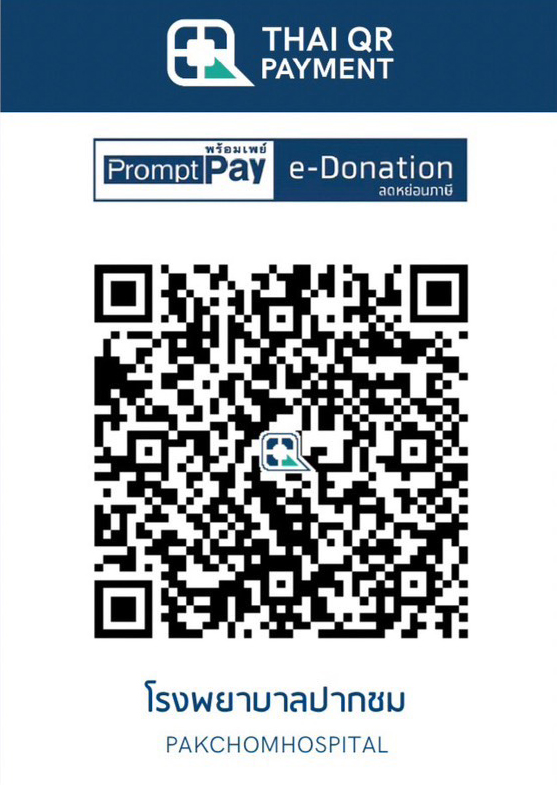 THAI QR
PAYMENT
พร้อมเพย์
PromptPay
e-Donation
ลดหย่อนภาษี
โรงพยาบาลปากชม
PAKCHOMHOSPITAL